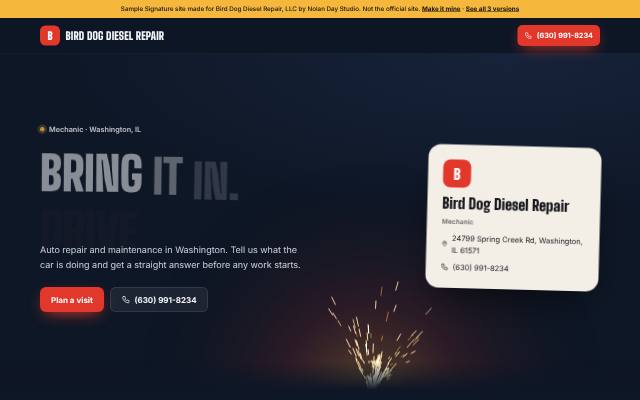 Sample Signature site made for Bird Dog Diesel Repair, LLC by Nolan Day Studio. Not the official site. Make it mine · See all 3 versions
B BIRD DOG DIESEL REPAIR
(630) 991-8234
Mechanic · Washington, IL
BRING IT IN.
DRIVE
Auto repair and maintenance in Washington. Tell us what the
car is doing and get a straight answer before any work starts.
Plan a visit
(630) 991-8234
B
Bird Dog Diesel Repair
Mechanic
24799 Spring Creek Rd, Washington,
IL 61571
(630) 991-8234